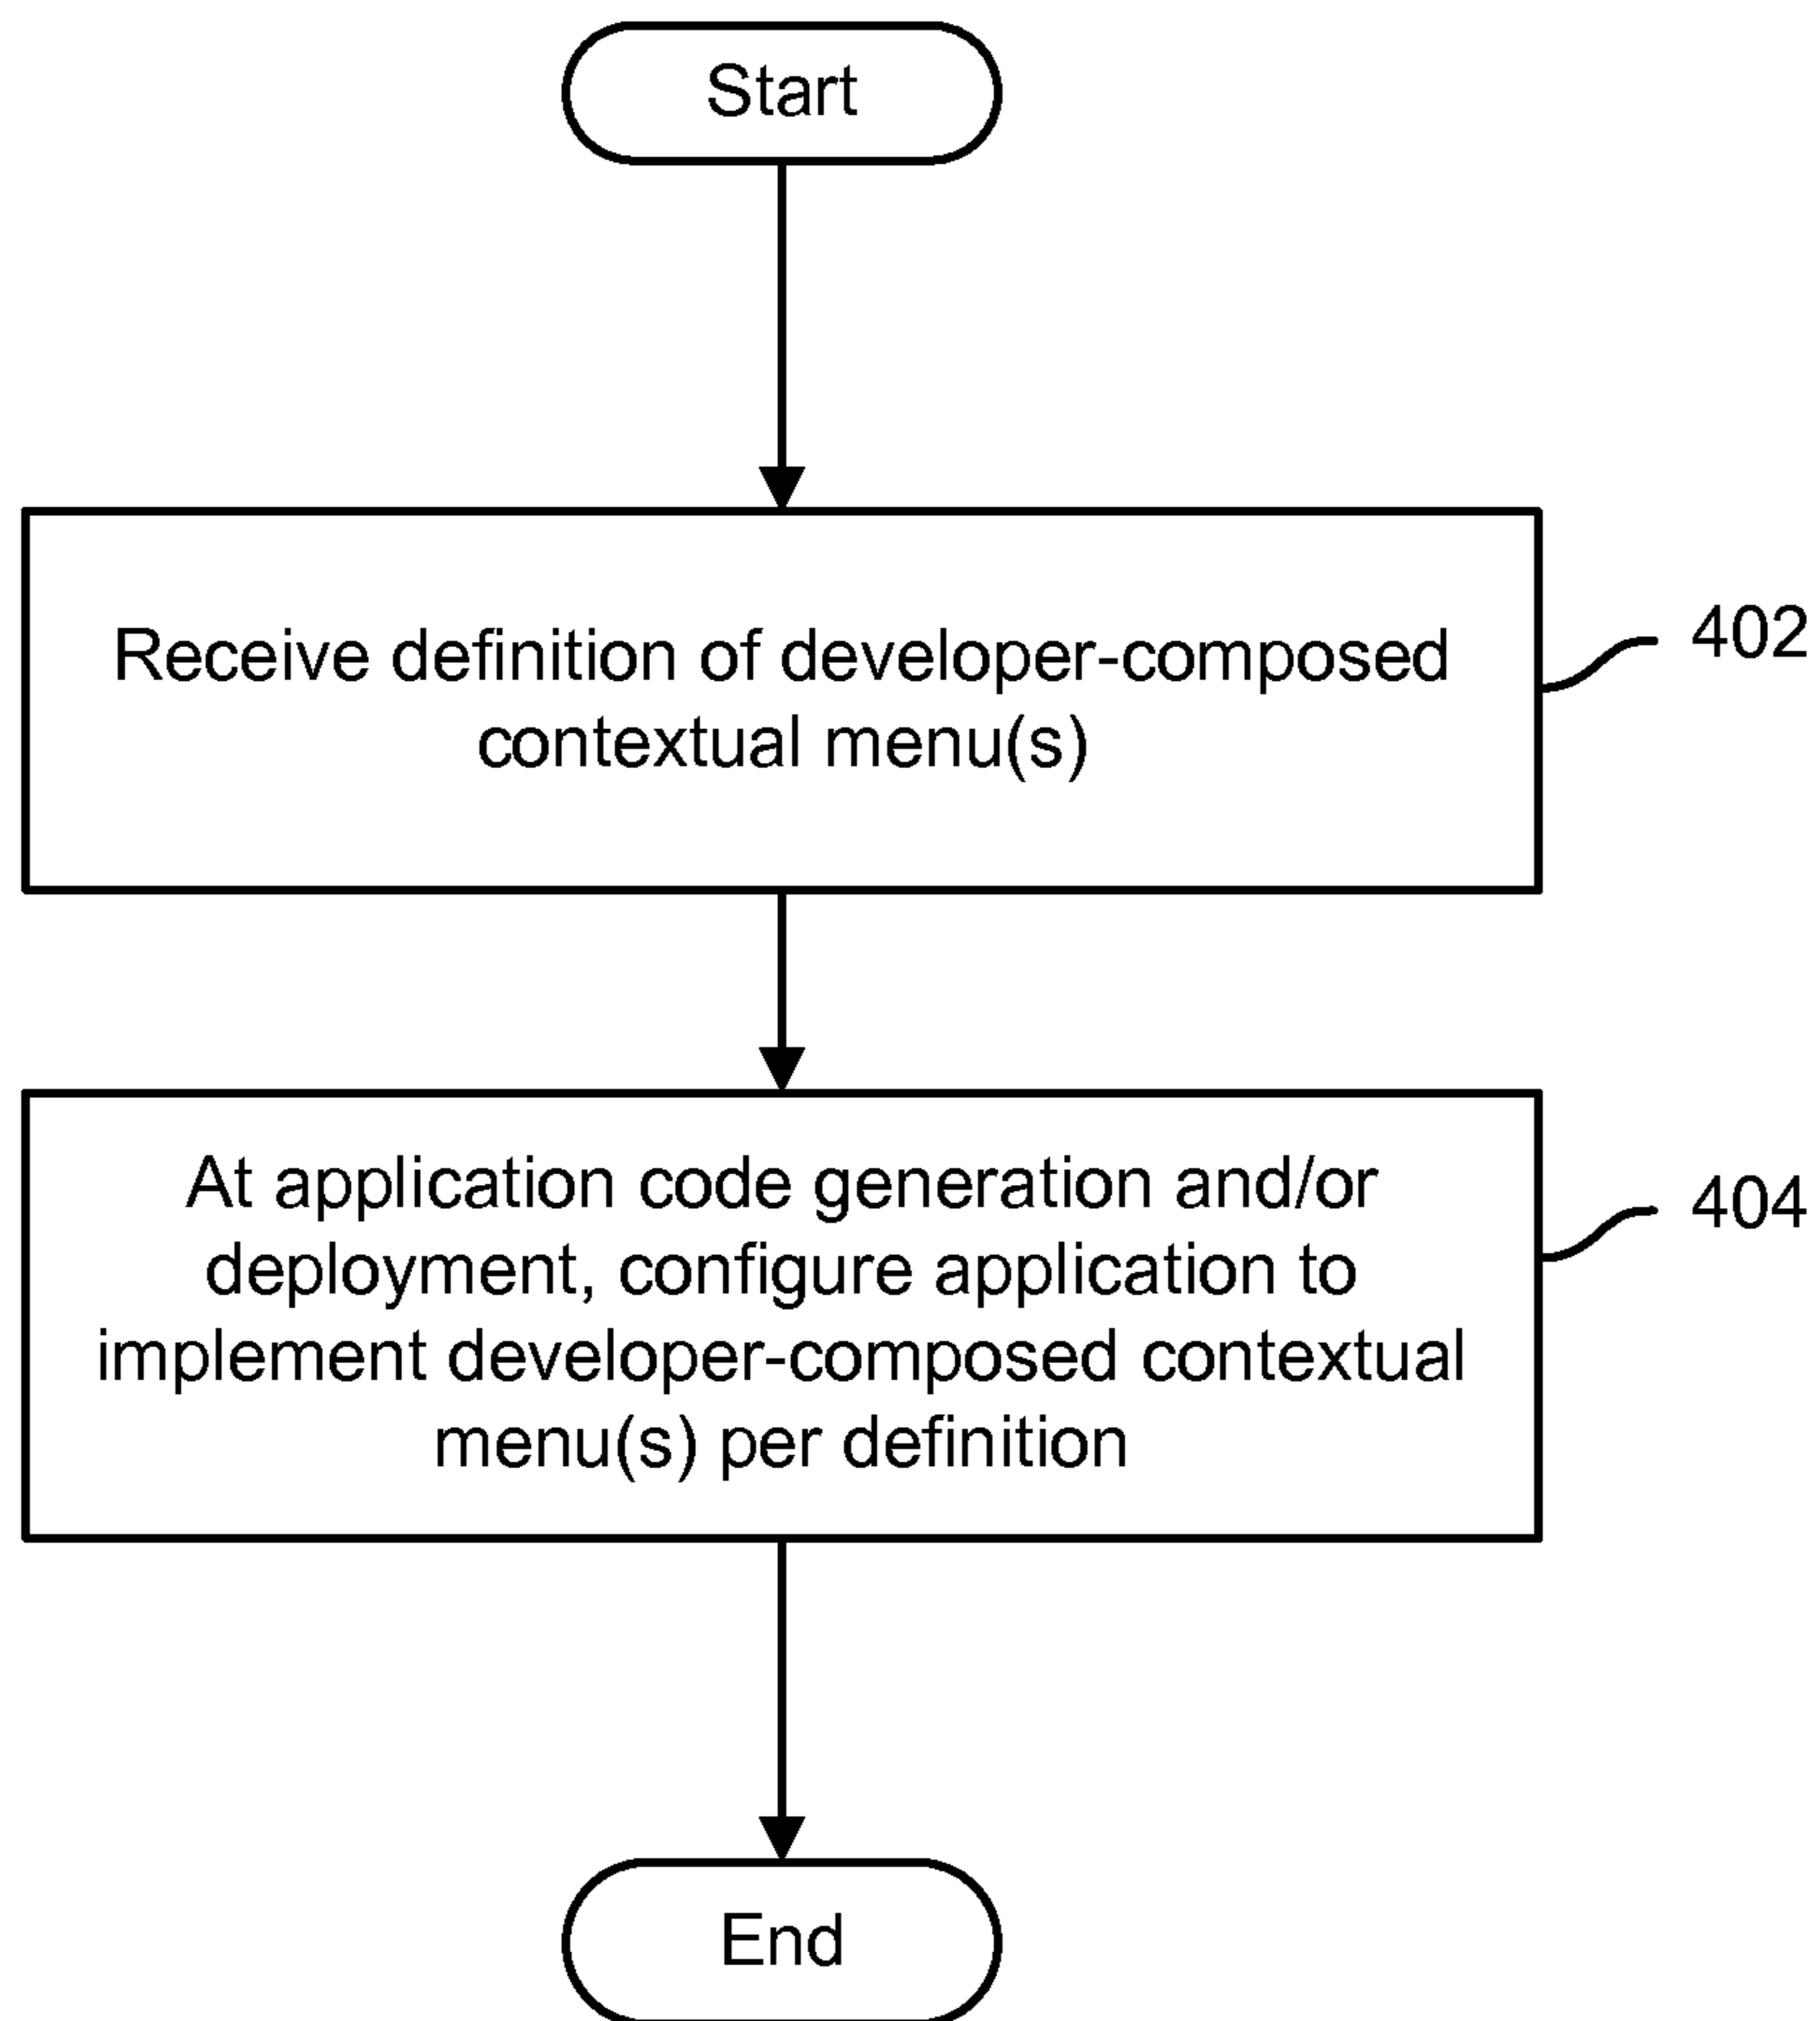 Start
Receive definition of developer-composed
contextual menu(s)
402
At application code generation and/or
deployment, configure application to
implement developer-composed contextual
menu(s) per definition
404
End